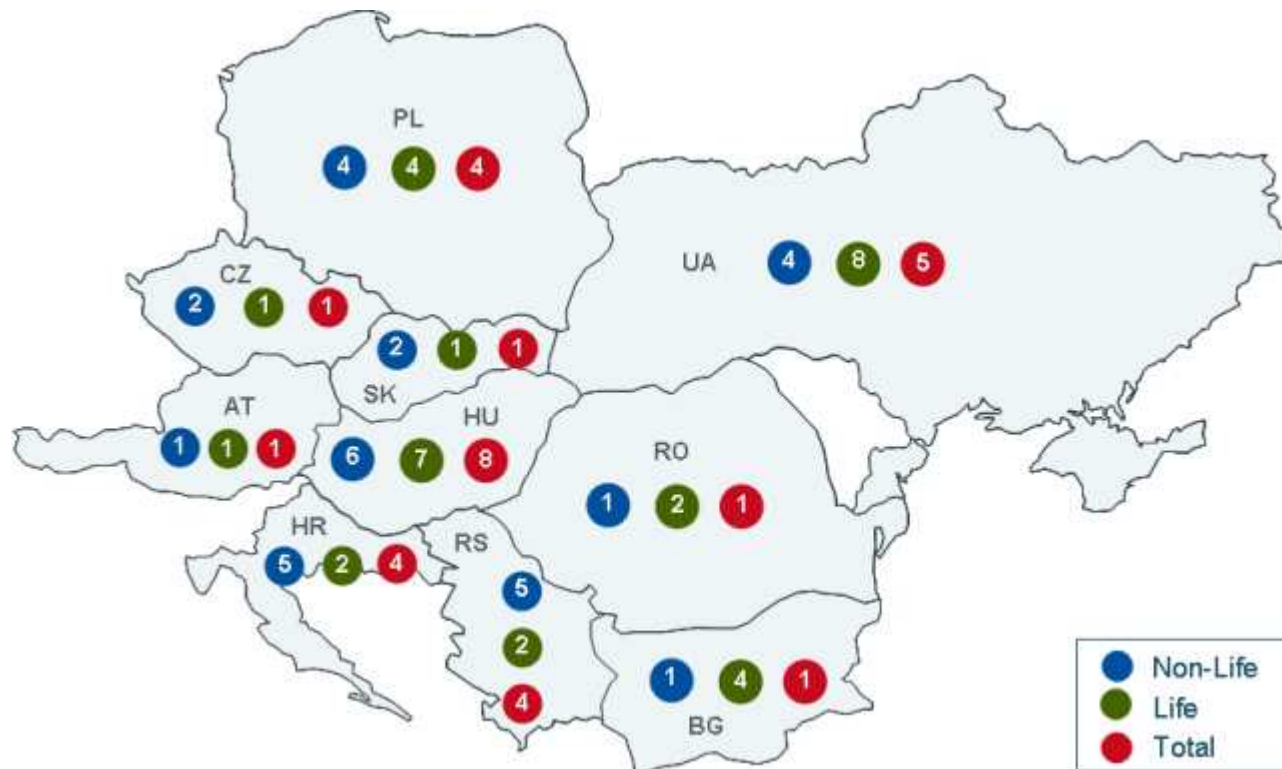 PL
4 4 4
UA
4 8 5
CZ
2 1 1
2 1 1
SK
AT
1 1 1
HU
6 7 8
RO
1 2 1
HR
5 2 4
RS
5
2
4
1 4 1
BG
Non-Life
Life
Total